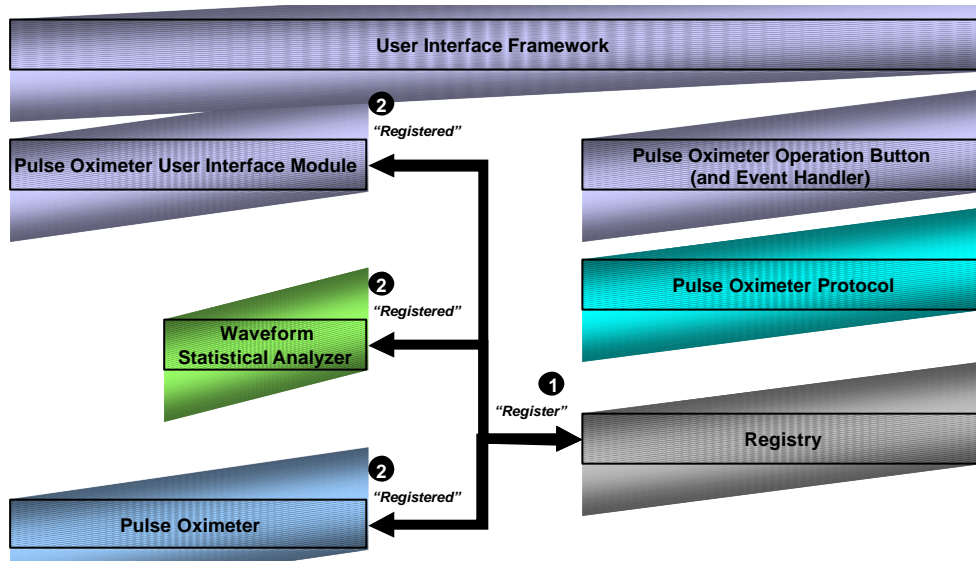 User Interface Framework
2
“Registered”
Pulse Oximeter User Interface Module
Pulse Oximeter Operation Button
(and Event Handler)
Pulse Oximeter Protocol
2
“Registered”
Waveform
Statistical Analyzer
1
“Register”
Registry
2
“Registered”
Pulse Oximeter